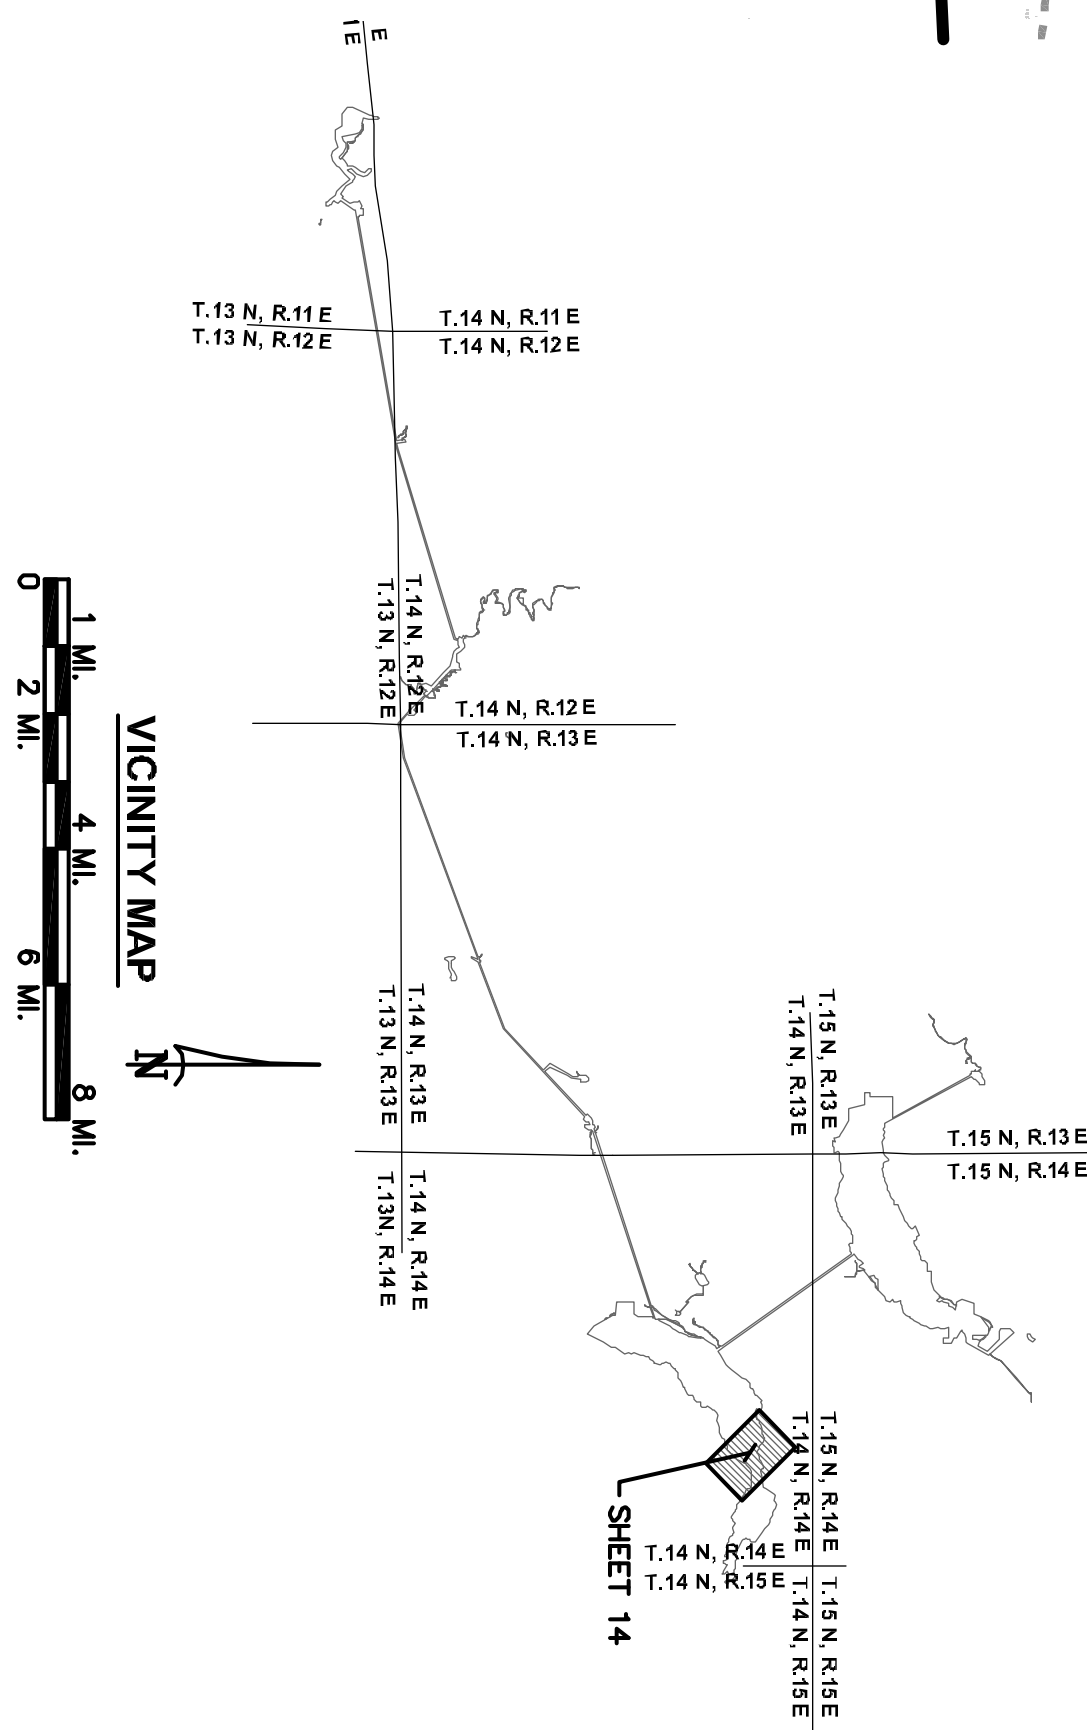 E
1E
T.13 N, R.11 E
T.13 N, R.12 E
T.14 N, R.11 E
T.14 N, R.12 E
T.14 N, R.12 E
T.13 N, R.12 E
T.14 N, R.12 E
T.14 N, R.13 E
T.14 N, R.13 E
T.13 N, R.13 E
T.15 N, R.13 E
T.14 N, R.13 E
T.15 N, R.13 E
T.15 N, R.14 E
T.14 N, R.14 E
T.13N, R.14 E
T.15 N, R.14 E
T.14 N, R.14 E
T.14 N, R.14 E
T.14 N, R.15 E
T.15 N, R.15 E
T.14 N, R.15 E
SHEET 14
N
VICINITY MAP
1 MI.
4 MI.
8 MI.
0
2 MI.
6 MI.